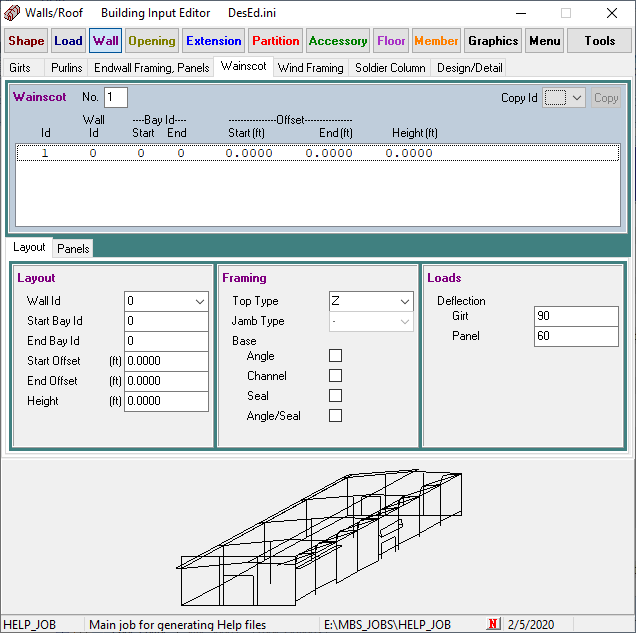 Walls/Roof Building Input Editor DesEd.ini
Shape Load Wall Opening Extension Partition Accessory Floor Member Graphics Menu Tools
Girts Purlins Endwall Framing, Panels Wainscot Wind Framing Soldier Column Design/Detail
Wainscot No. 1 Copy Id Copy
Wall ----Bay Id---- ---------------Offset---------------
Id Id Start End Start (ft) End (ft) Height (ft)
1 0 0 0 0.0000 0.0000 0.0000
Layout Panels
Layout Framing Loads
Wall Id 0 Top Type Z Deflection
Start Bay Id 0 Jamb Type - Girt 90
End Bay Id 0 Base Panel 60
Start Offset (ft) 0.0000 Angle
End Offset (ft) 0.0000 Channel
Height (ft) 0.0000 Seal
Angle/Seal
HELP_JOB Main job for generating Help files E:\MBS_JOBS\HELP_JOB N 2/5/2020